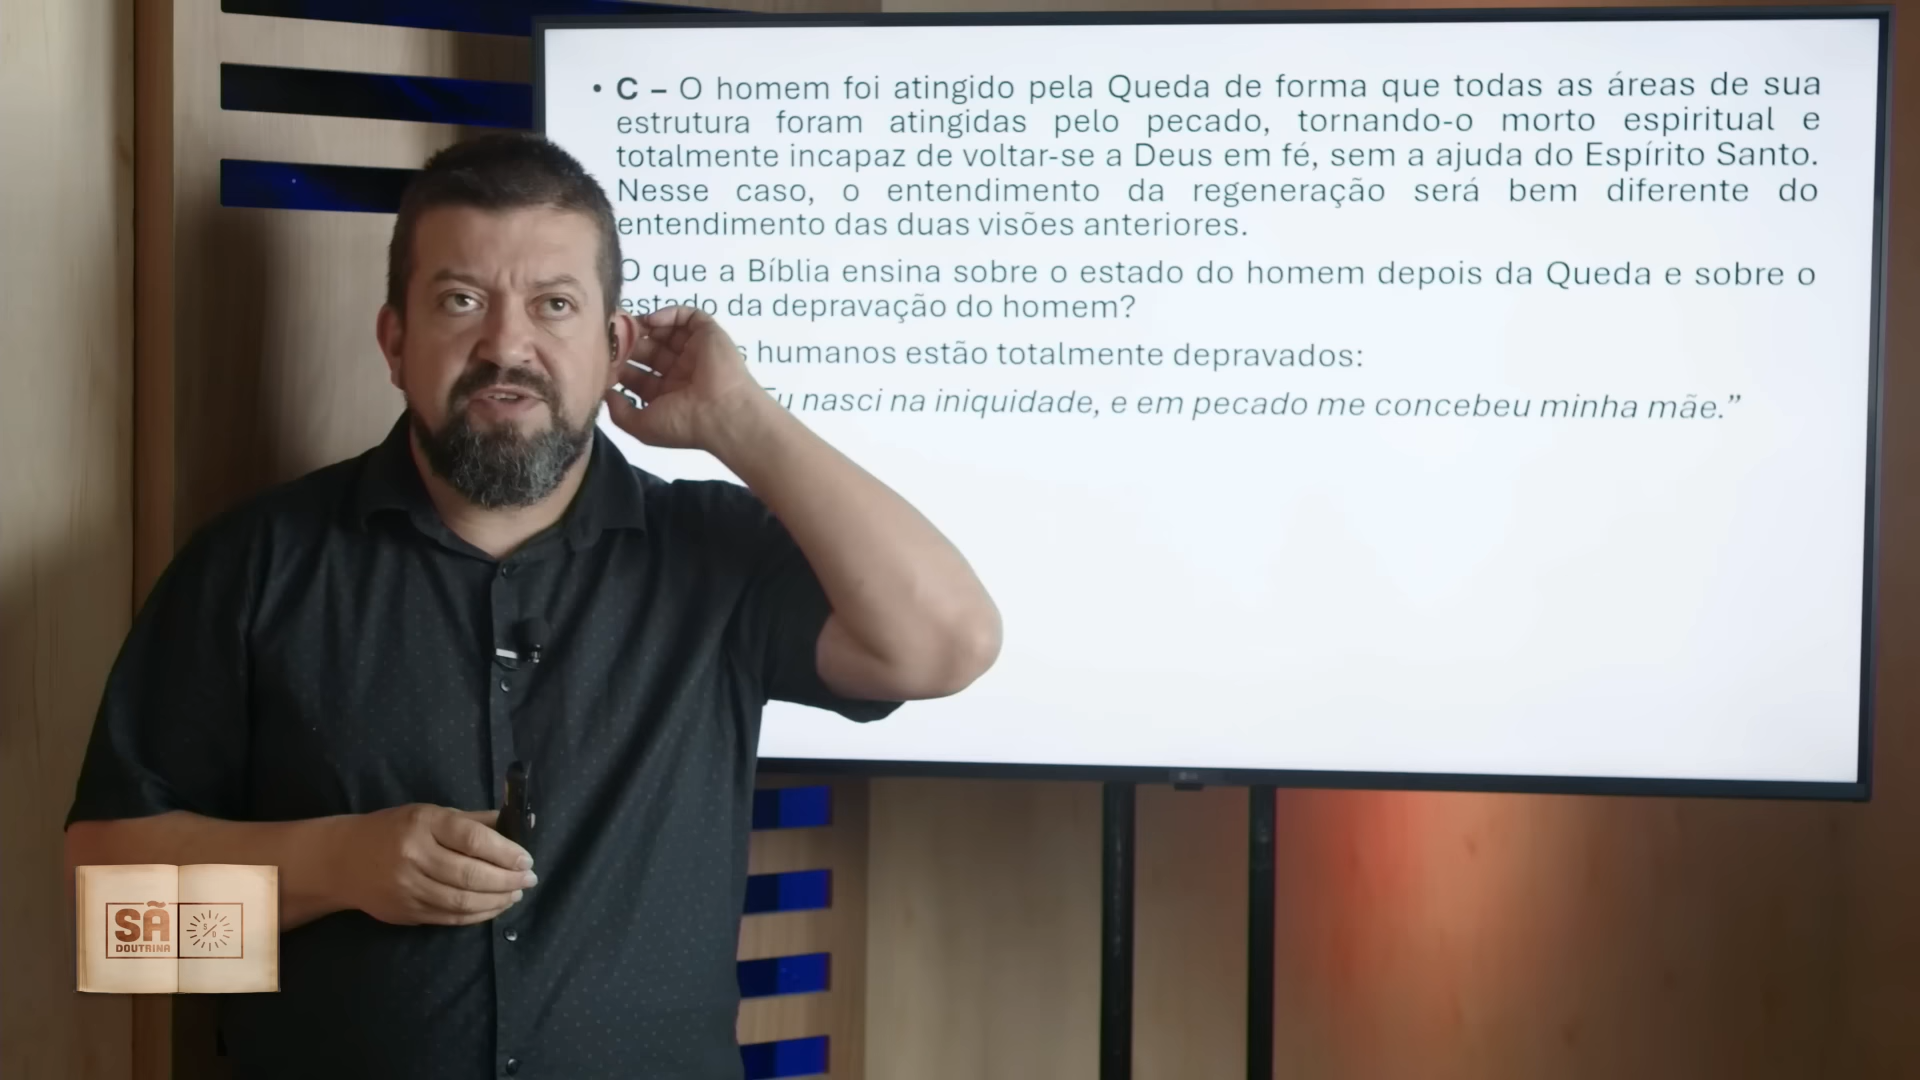 • C – O homem foi atingido pela Queda de forma que todas as áreas de sua
estrutura foram atingidas pelo pecado, tornando-o morto espiritual e
totalmente incapaz de voltar-se a Deus em fé, sem a ajuda do Espírito Santo.
Nesse caso, o entendimento da regeneração será bem diferente do
entendimento das duas visões anteriores.
O que a Bíblia ensina sobre o estado do homem depois da Queda e sobre o
estado da depravação do homem?
humanos estão totalmente depravados:
Eu nasci na iniquidade, e em pecado me concebeu minha mãe.”
SÃ
DOUTRINA
S/D